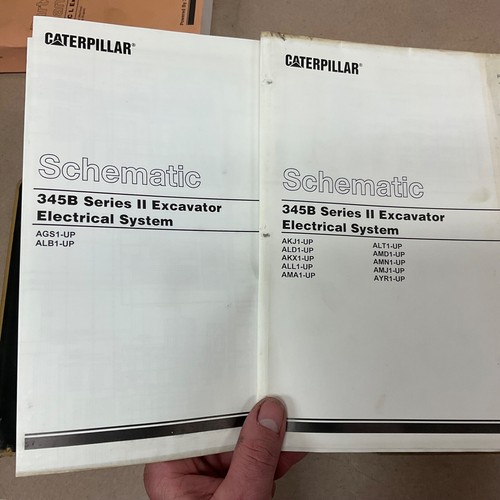 CATERPILLAR®
Schematic
345B Series II Excavator
Electrical System
AGS1-UP
ALB1-UP
CATERPILLAR®
Schematic
345B Series II Excavator
Electrical System
AKJ1-UP
ALD1-UP
AKX1-UP
ALL1-UP
AMA1-UP
ALT1-UP
AMD1-UP
AMN1-UP
AMJ1-UP
AYR1-UP